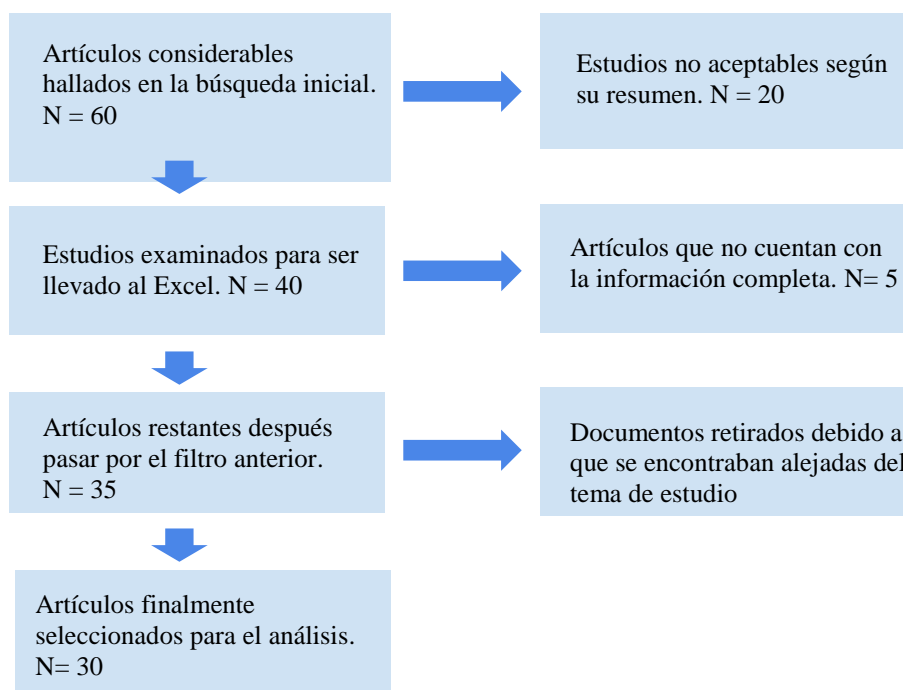 Artículos considerables
hallados en la búsqueda inicial.
N = 60
Estudios no aceptables según
su resumen. N = 20
Estudios examinados para ser
llevado al Excel. N = 40
Artículos que no cuentan con
la información completa. N= 5
Artículos restantes después
pasar por el filtro anterior.
N = 35
Documentos retirados debido a
que se encontraban alejadas del
tema de estudio
Artículos finalmente
seleccionados para el análisis.
N= 30